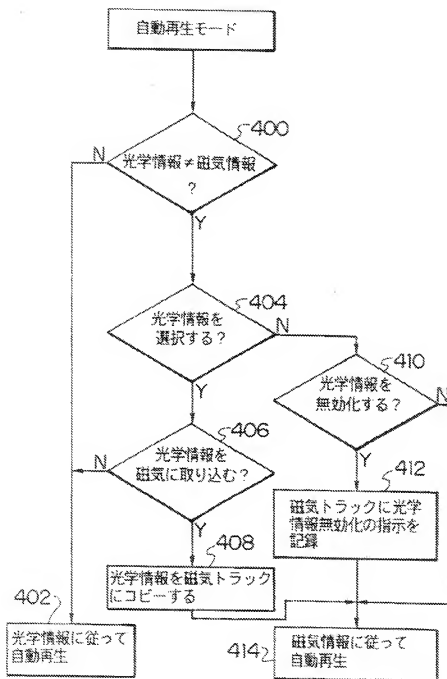 自動再生モード
400
N
光学情報≠磁気情報
?
Y
404
光学情報を
選択する?
N
Y
410
光学情報を
無効化する?
N
Y
406
光学情報を
磁気に取り込む?
N
Y
412
磁気トラックに光学
情報無効化の指示を
記録
408
光学情報を磁気トラック
にコピーする
402
光学情報に従って
自動再生
414
磁気情報に従って
自動再生